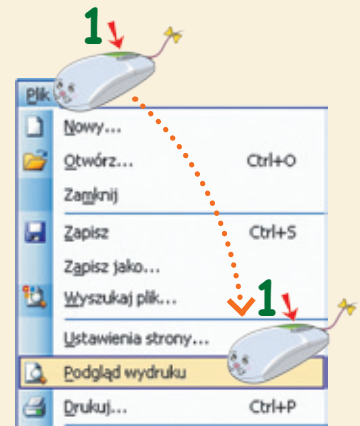 1
Plik
Nowy...
Otwórz... Ctrl+O
Zamknij
Zapisz Ctrl+S
Zapisz jako...
Wyszukaj plik...
1
Ustawienia strony...
Podgląd wydruku
Drukuj... Ctrl+P